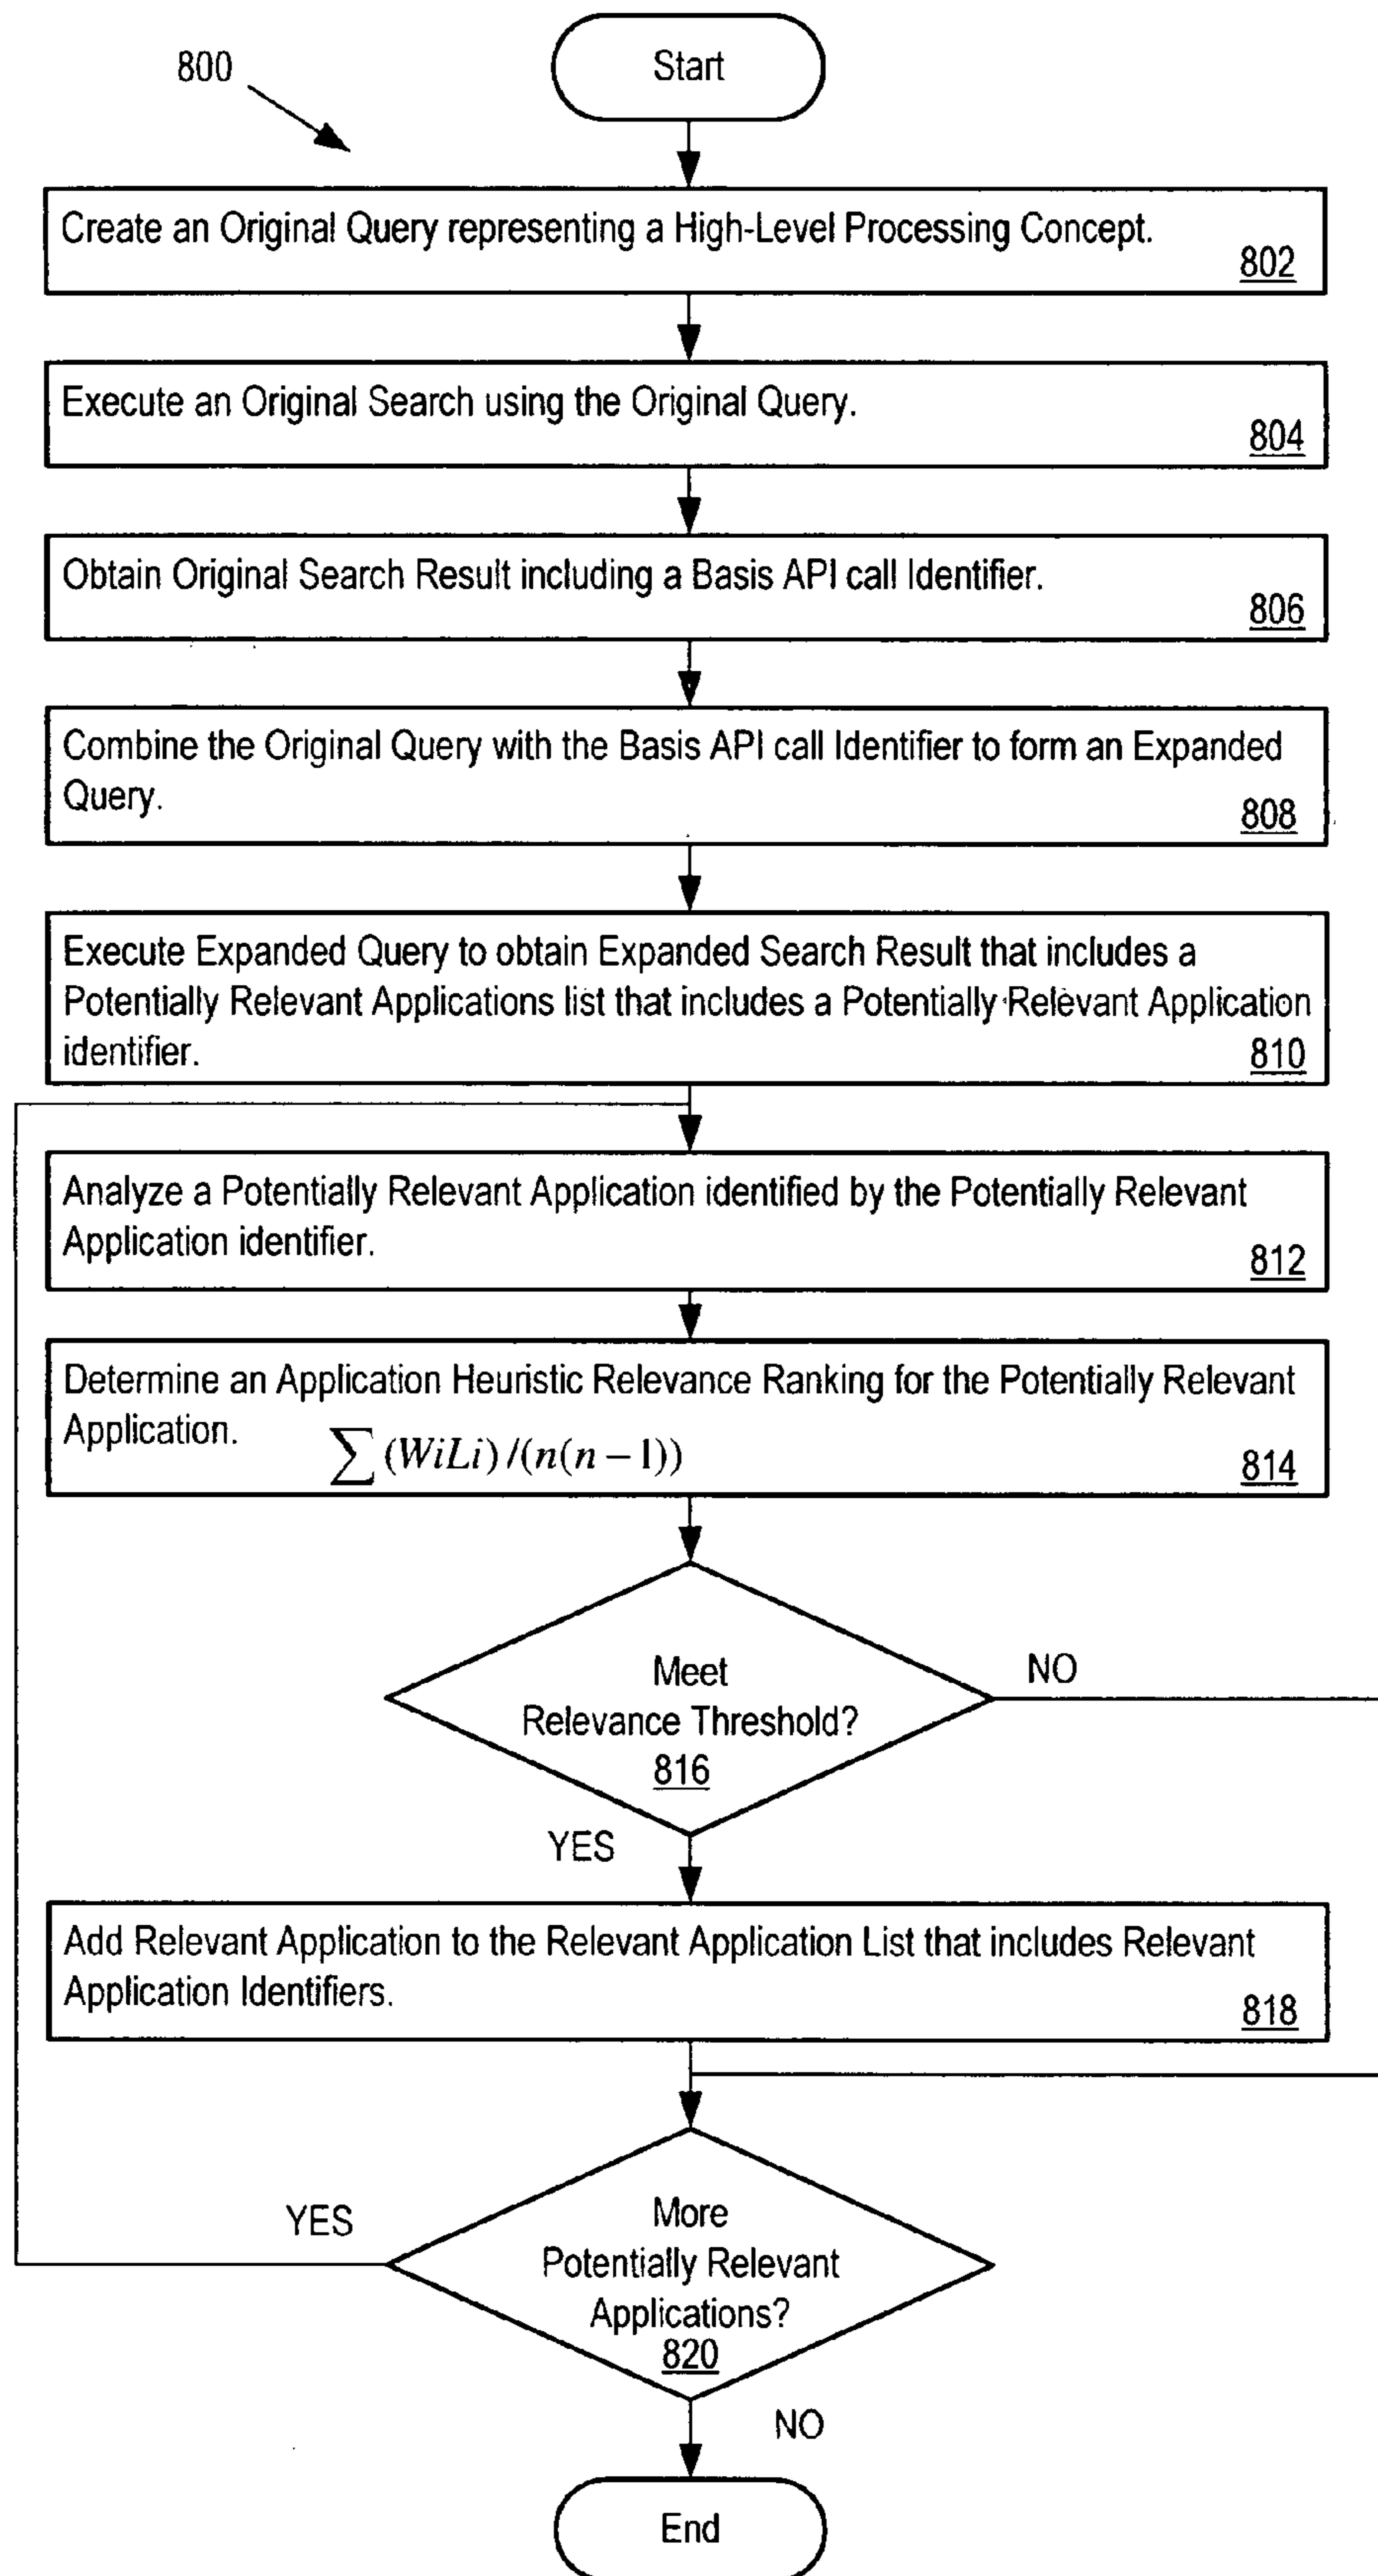 Start
800
Create an Original Query representing a High-Level Processing Concept.
802
Execute an Original Search using the Original Query.
804
Obtain Original Search Result including a Basis API call Identifier.
806
Combine the Original Query with the Basis API call Identifier to form an Expanded
Query.
808
Execute Expanded Query to obtain Expanded Search Result that includes a
Potentially Relevant Applications list that includes a Potentially Relevant Application
identifier.
810
Analyze a Potentially Relevant Application identified by the Potentially Relevant
Application identifier.
812
Determine an Application Heuristic Relevance Ranking for the Potentially Relevant
Application. ∑(WiLi)/(n(n−1))
814
Meet
Relevance Threshold?
816
NO
YES
Add Relevant Application to the Relevant Application List that includes Relevant
Application Identifiers.
818
More
Potentially Relevant
Applications?
820
YES
NO
End